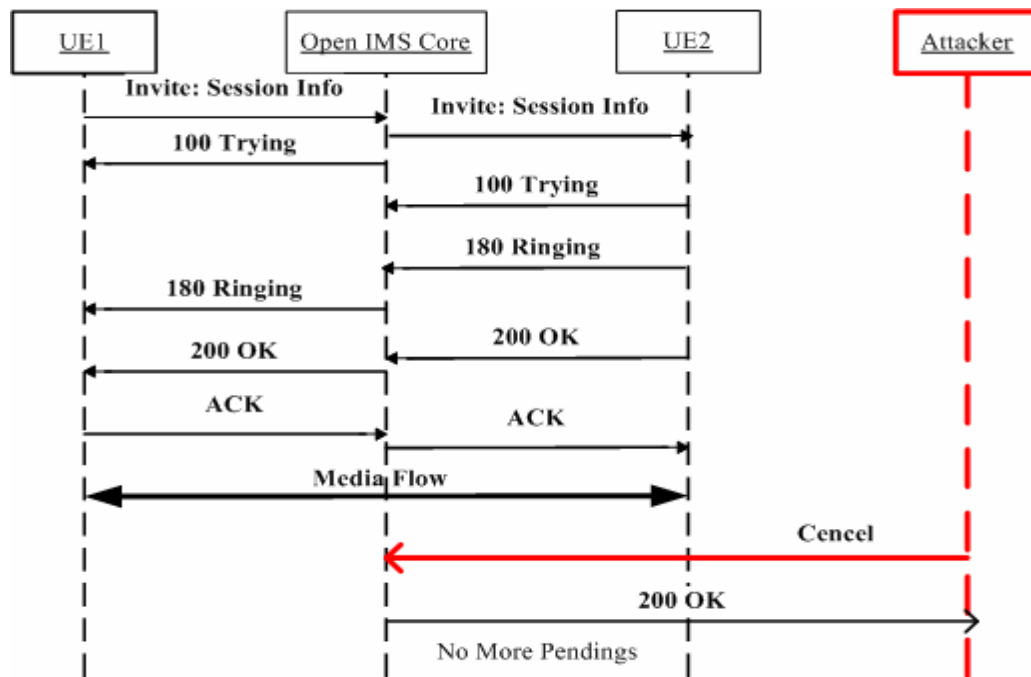 UE1
Open IMS Core
UE2
Attacker
Invite: Session Info
Invite: Session Info
100 Trying
100 Trying
180 Ringing
180 Ringing
200 OK
200 OK
ACK
ACK
Media Flow
Cencel
200 OK
No More Pendings